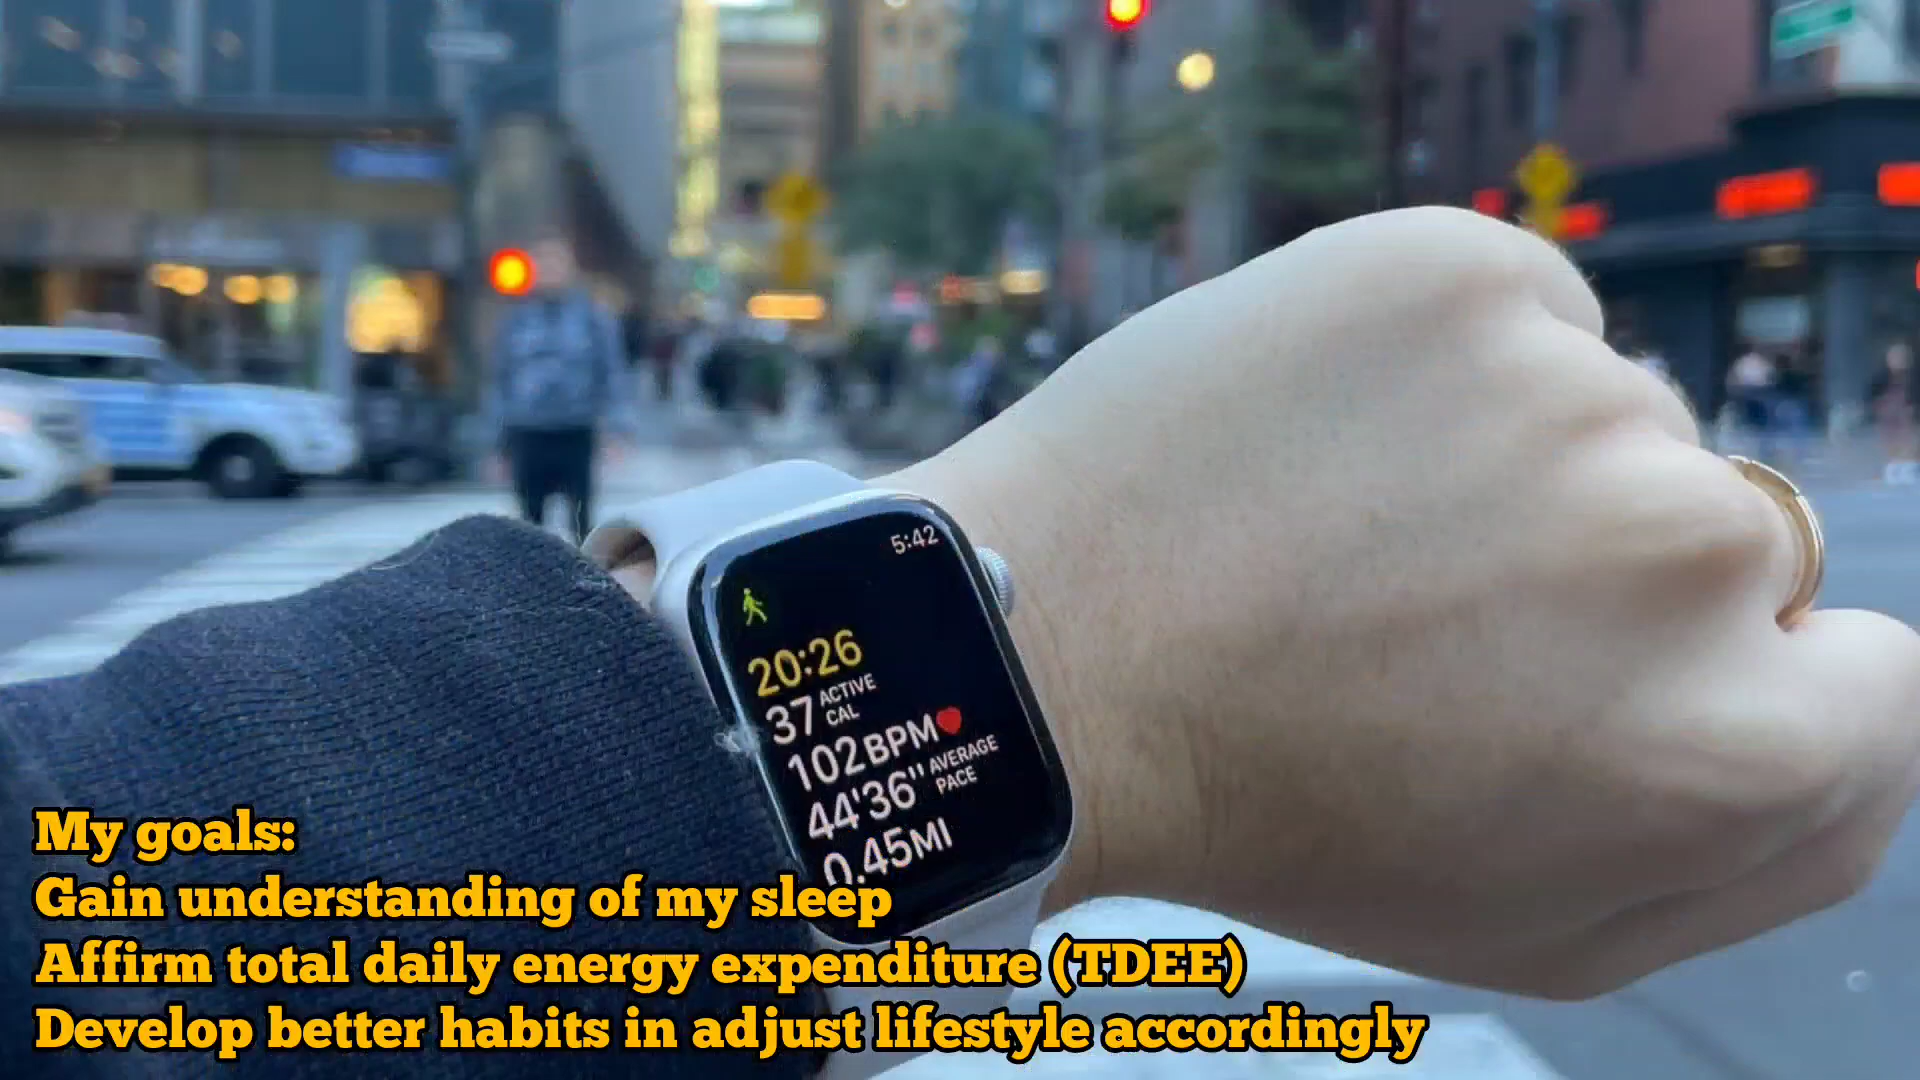 5:42
20:26
37 ACTIVE CAL
102BPM
44'36" AVERAGE PACE
0.45MI
My goals:
Gain understanding of my sleep
Affirm total daily energy expenditure (TDEE)
Develop better habits in adjust lifestyle accordingly